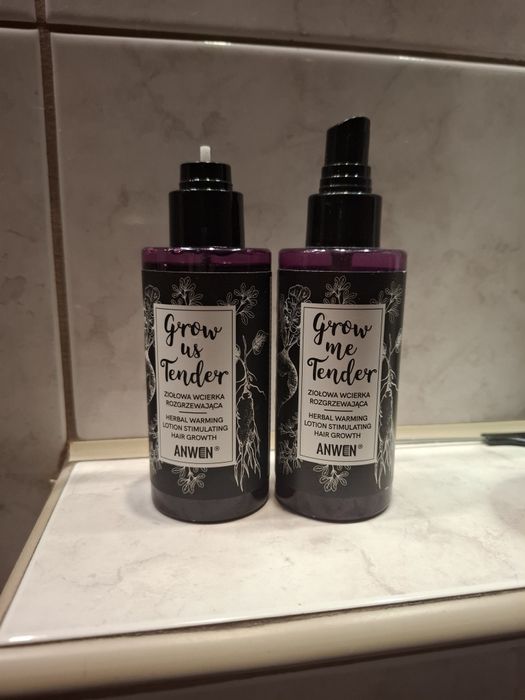 Grow
us
Tender
ZIOŁOWA WCIERKA
ROZGRZEWAJĄCA
HERBAL WARMING
LOTION STIMULATING
HAIR GROWTH
ANWEN®
Grow
me
Tender
ZIOŁOWA WCIERKA
ROZGRZEWAJĄCA
HERBAL WARMING
LOTION STIMULATING
HAIR GROWTH
ANWEN®